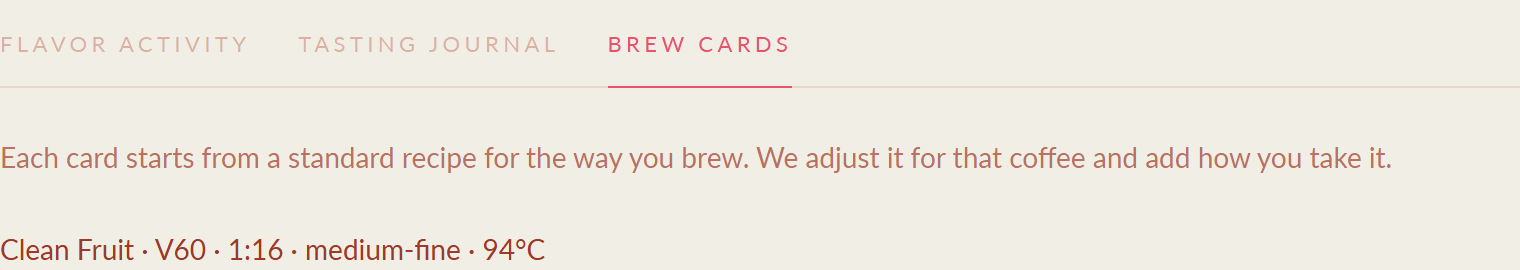 FLAVOR ACTIVITY TASTING JOURNAL BREW CARDS
Each card starts from a standard recipe for the way you brew. We adjust it for that coffee and add how you take it.
Clean Fruit · V60 · 1:16 · medium-fine · 94°C